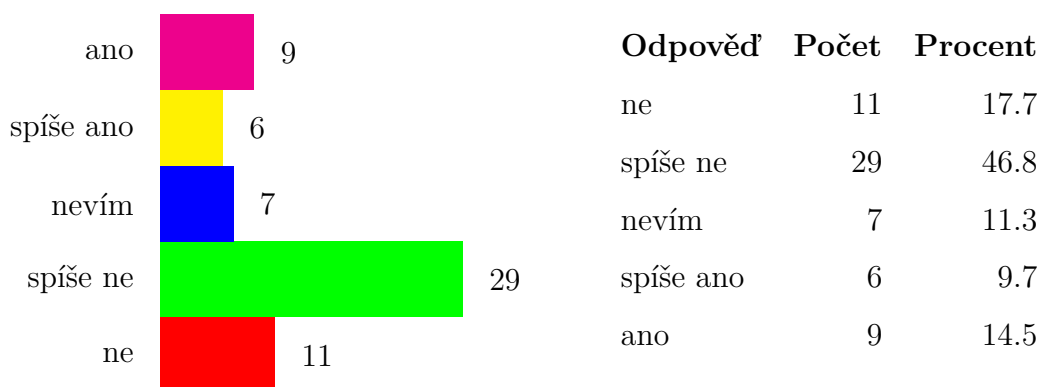 ano 9
spíše ano 6
nevím 7
spíše ne 29
ne 11
Odpověď Počet Procent
ne 11 17.7
spíše ne 29 46.8
nevím 7 11.3
spíše ano 6 9.7
ano 9 14.5